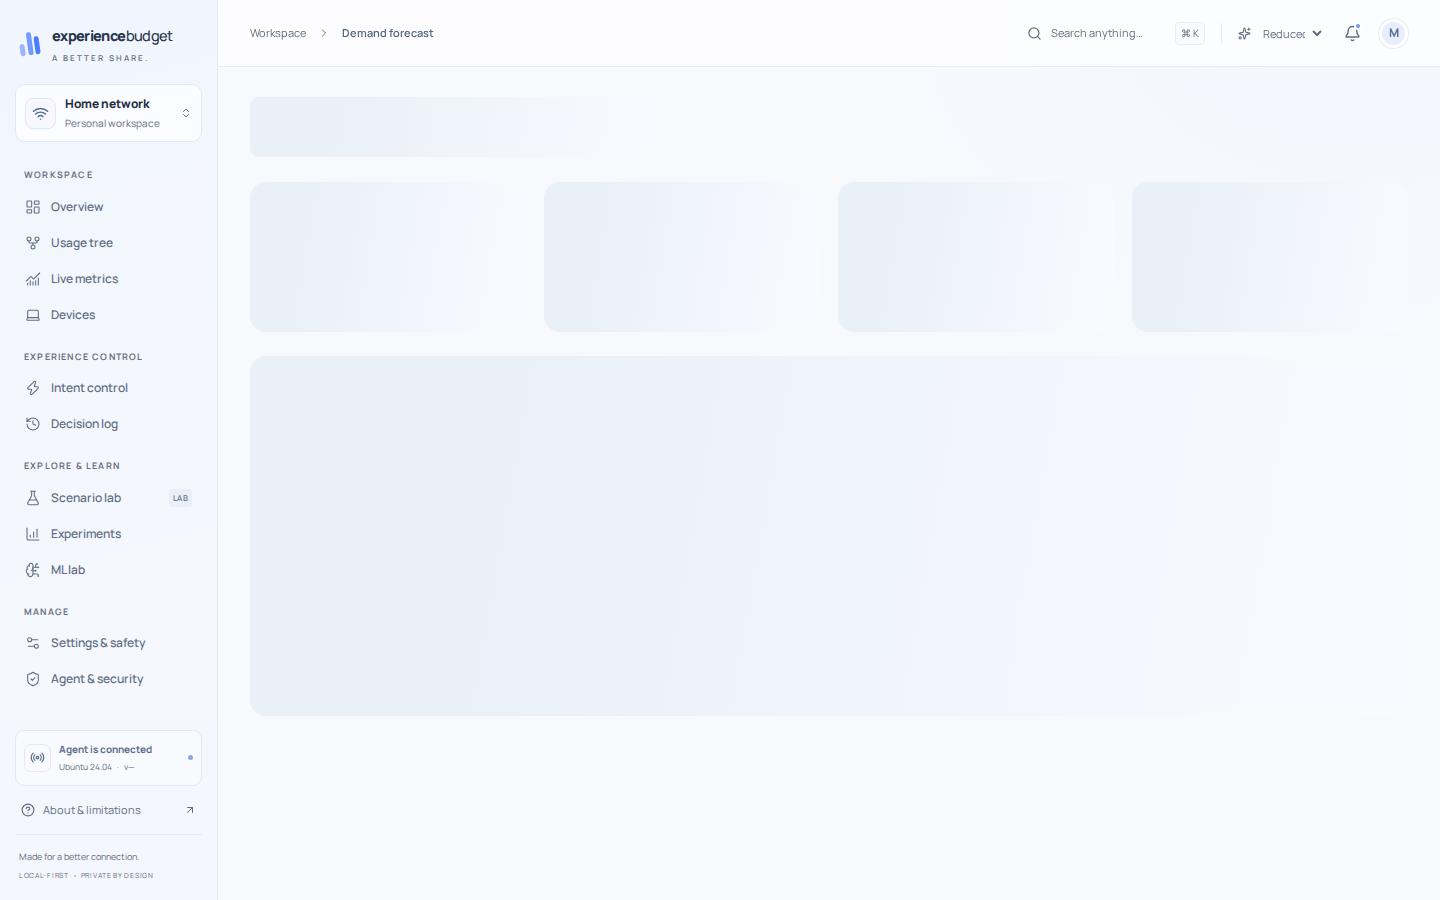 experiencebudget
A BETTER SHARE.
Home network
Personal workspace
WORKSPACE
Overview
Usage tree
Live metrics
Devices
EXPERIENCE CONTROL
Intent control
Decision log
EXPLORE & LEARN
Scenario lab
LAB
Experiments
ML lab
MANAGE
Settings & safety
Agent & security
Agent is connected
Ubuntu 24.04 · v—
About & limitations
Made for a better connection.
LOCAL-FIRST • PRIVATE BY DESIGN
Workspace
Demand forecast
Search anything...
⌘ K
Reduced
M